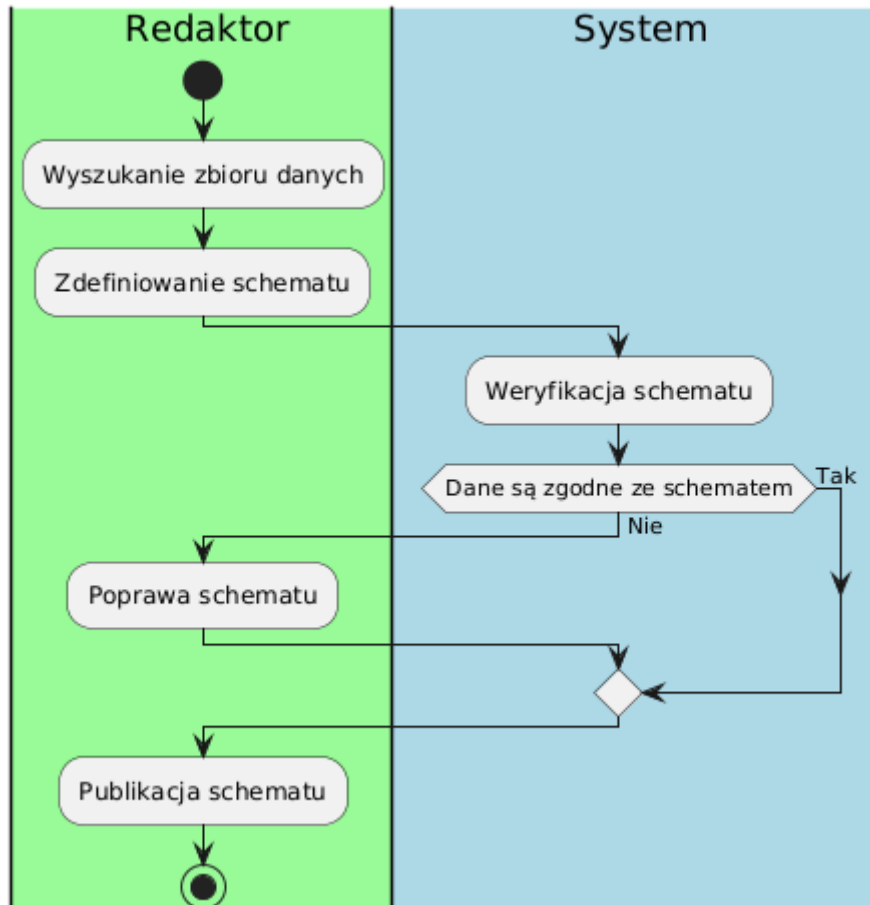 Redaktor
System
Wyszukanie zbioru danych
Zdefiniowanie schematu
Weryfikacja schematu
Dane są zgodne ze schematem
Tak
Nie
Poprawa schematu
Publikacja schematu